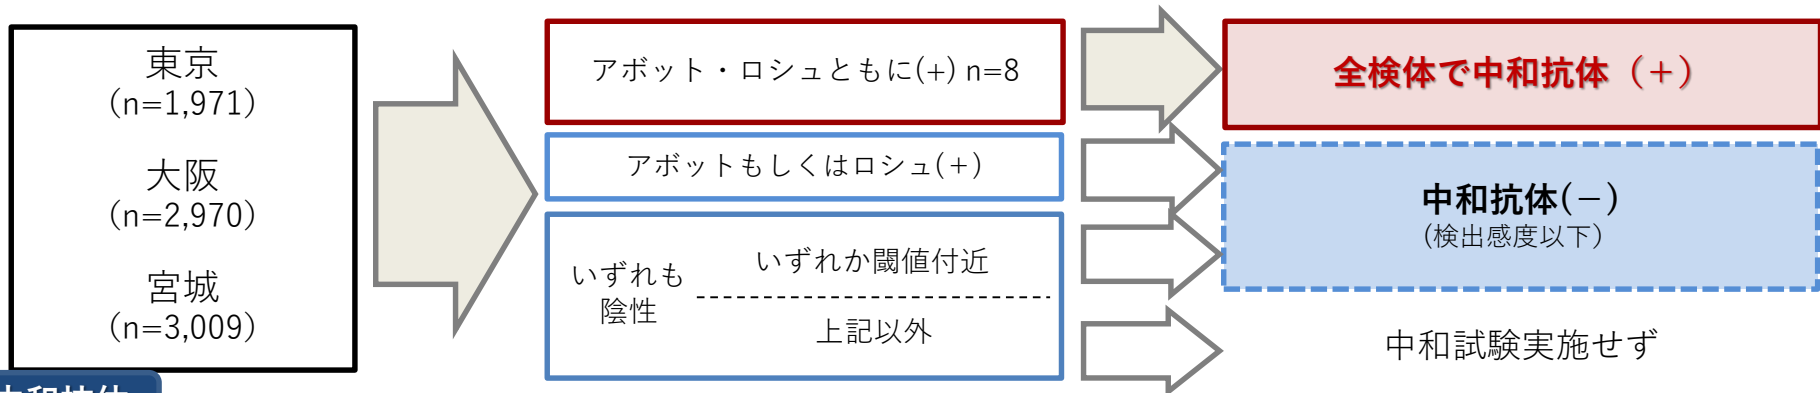 東京
(n=1,971)
大阪
(n=2,970)
宮城
(n=3,009)
アボット・ロシュともに(+) n=8
アボットもしくはロシュ(+)
いずれも
陰性
いずれか閾値付近
上記以外
全検体で中和抗体（+）
中和抗体(−)
(検出感度以下)
中和試験実施せず